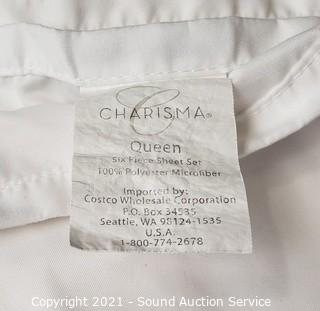 C
CHARISMA®
Queen
Six Piece Sheet Set
100% Polyester Microfiber
Imported by:
Costco Wholesale Corporation
P.O. Box 34535
Seattle, WA 98124-1535
U.S.A.
1-800-774-2678
Copyright 2021 - Sound Auction Service